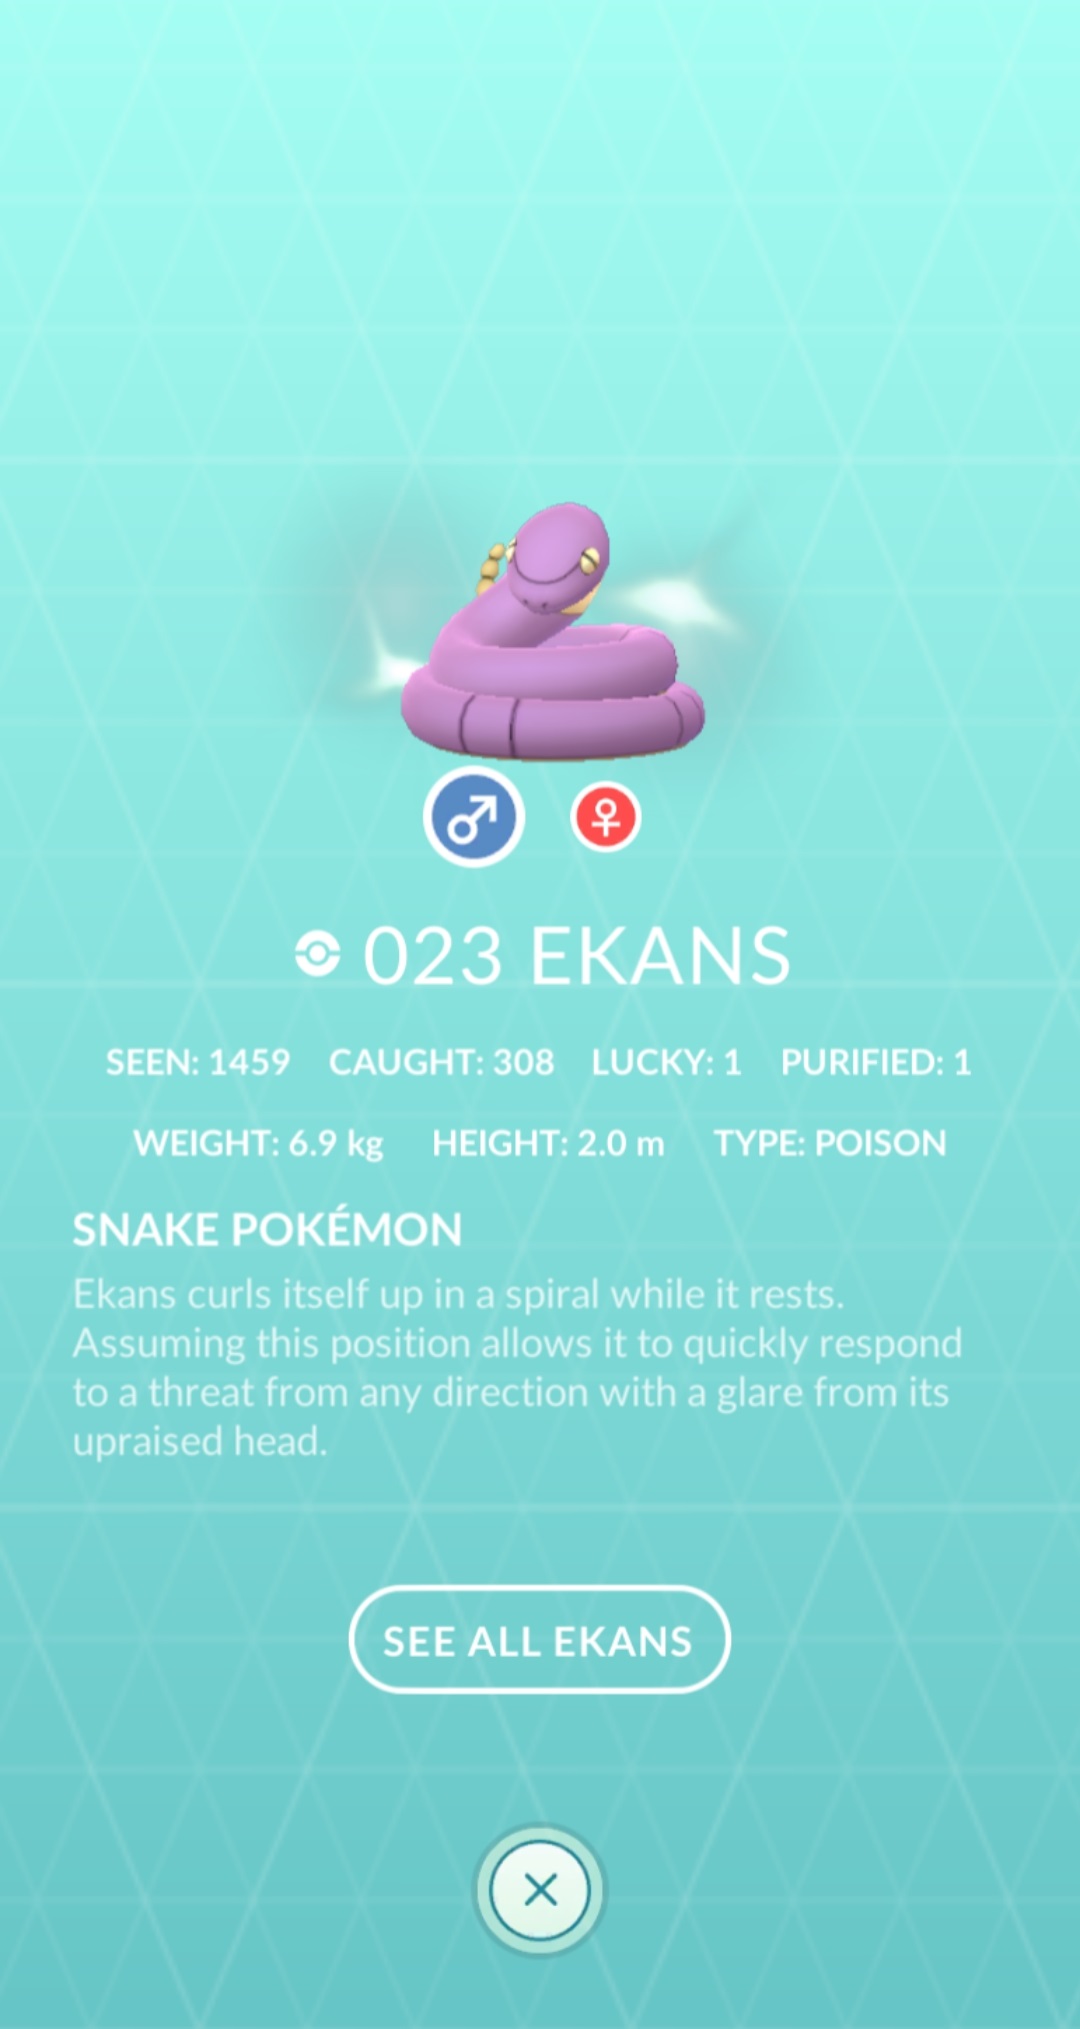 023 EKANS
SEEN: 1459 CAUGHT: 308 LUCKY: 1 PURIFIED: 1
WEIGHT: 6.9 kg HEIGHT: 2.0 m TYPE: POISON
SNAKE POKÉMON
Ekans curls itself up in a spiral while it rests.
Assuming this position allows it to quickly respond
to a threat from any direction with a glare from its
upraised head.
SEE ALL EKANS